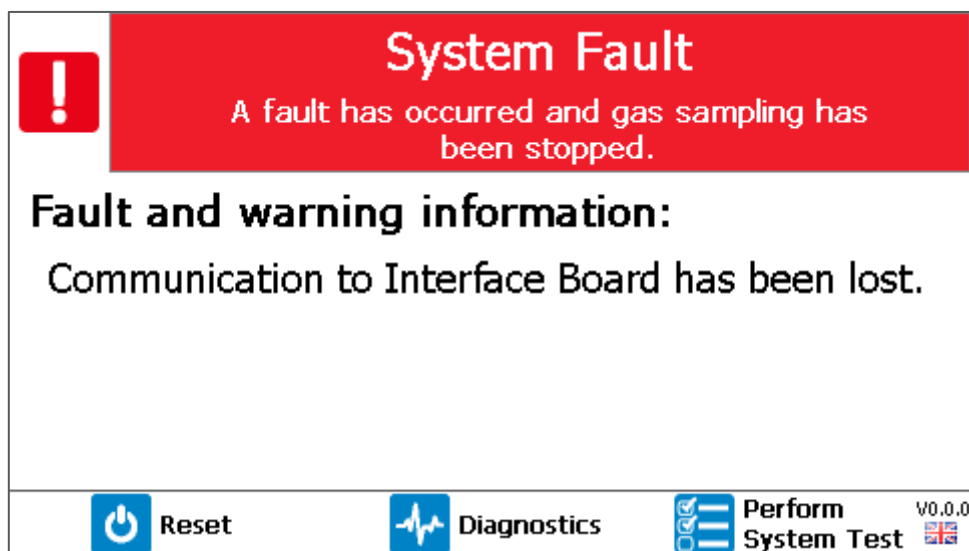 System Fault
A fault has occurred and gas sampling has
been stopped.
Fault and warning information:
Communication to Interface Board has been lost.
Reset
Diagnostics
Perform
System Test
V0.0.0